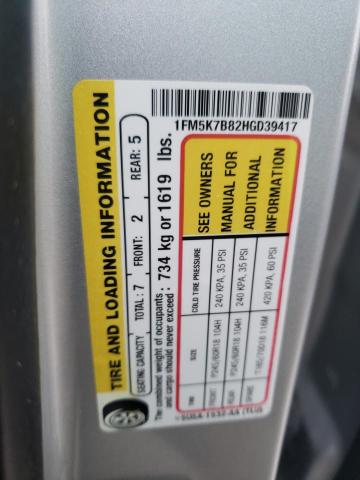 TIRE AND LOADING INFORMATION
SEATING CAPACITY TOTAL: 7 FRONT: 2 REAR: 5
The combined weight of occupants
and cargo should never exceed : 734 kg or 1619 lbs.
TIRE SIZE COLD TIRE PRESSURE
FRONT P245/60R18 104H 240 KPA, 35 PSI
REAR P245/60R18 104H 240 KPA, 35 PSI
SPARE T165/70D18 116M 420 KPA, 60 PSI
SEE OWNERS
MANUAL FOR
ADDITIONAL
INFORMATION
1FM5K7B82HGD39417